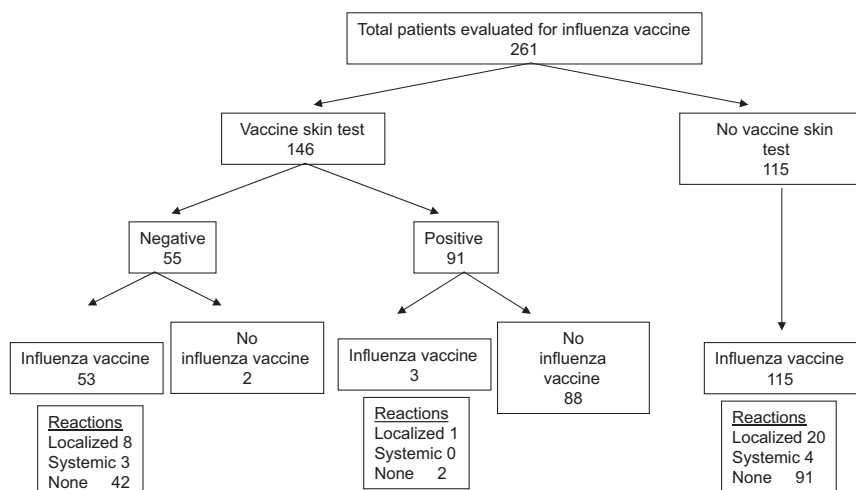 Total patients evaluated for influenza vaccine
261
Vaccine skin test
146
No vaccine skin
test
115
Negative
55
Positive
91
Influenza vaccine
53
No
influenza vaccine
2
Influenza vaccine
3
No
influenza
vaccine
88
Influenza vaccine
115
Reactions
Localized 8
Systemic 3
None 42
Reactions
Localized 1
Systemic 0
None 2
Reactions
Localized 20
Systemic 4
None 91